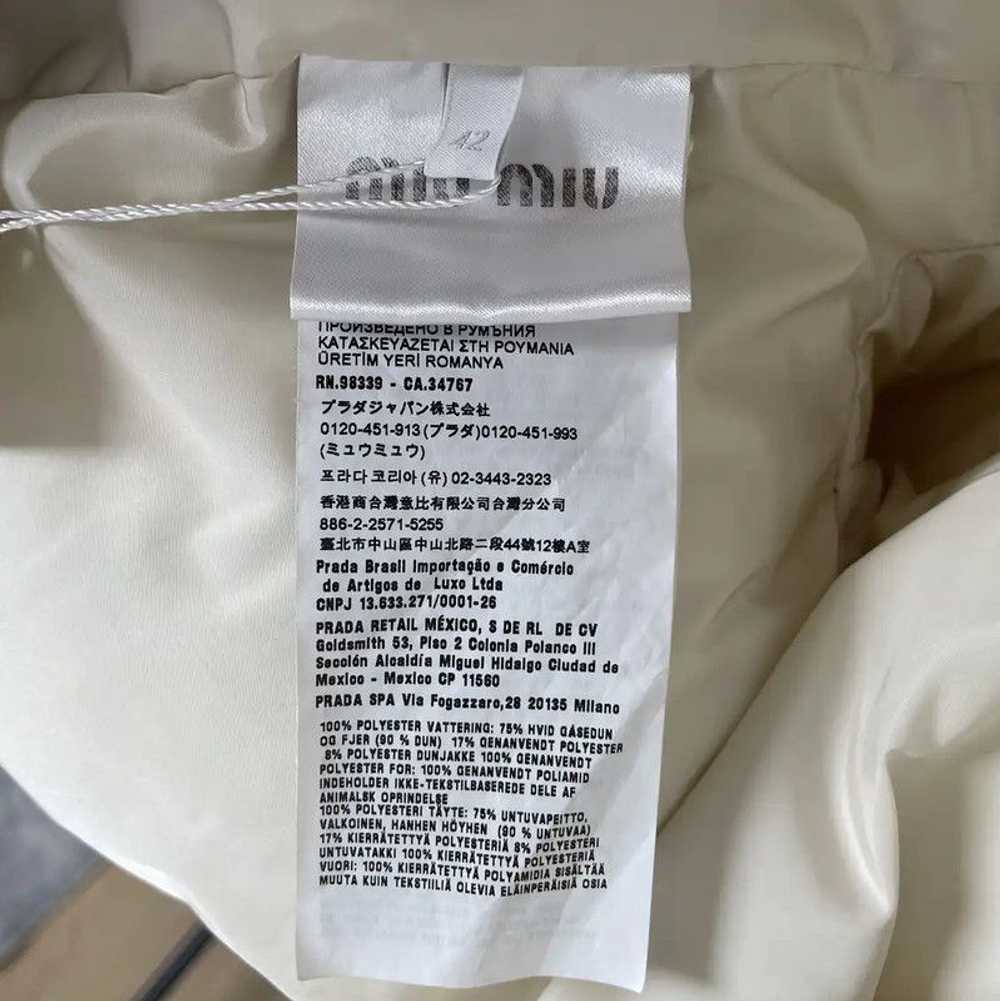 42
miu miu
ПРОИЗВЕДЕНО В РУМЪНИЯ
ΚΑΤΑΣΚΕΥΑΖΕΤΑΙ ΣΤΗ ΡΟΥΜΑΝΙΑ
ÜRETİM YERİ ROMANYA
RN.98339 - CA.34767
プラダジャパン株式会社
0120-451-913(プラダ)0120-451-993
(ミュウミュウ)
프라다 코리아 (유) 02-3443-2323
香港商台灣意比有限公司台灣分公司
886-2-2571-5255
臺北市中山區中山北路二段44號12樓A室
Prada Brasil Importação e Comércio
de Artigos de Luxo Ltda
CNPJ 13.633.271/0001-26
PRADA RETAIL MÉXICO, S DE RL DE CV
Goldsmith 53, Piso 2 Colonia Polanco III
Sección Alcaldía Miguel Hidalgo Ciudad de
Mexico - Mexico CP 11560
PRADA SPA Via Fogazzaro,28 20135 Milano
100% POLYESTER VATTERING: 75% HVID GÅSEDUN
OG FJER (90 % DUN) 17% GENANVENDT POLYESTER
8% POLYESTER DUNJAKKE 100% GENANVENDT
POLYESTER FOR: 100% GENANVENDT POLIAMID
INDEHOLDER IKKE-TEKSTILBASEREDE DELE AF
ANIMALSK OPRINDELSE
100% POLYESTERI TÄYTE: 75% UNTUVAPEITTO,
VALKOINEN, HANHEN HÖYHEN (90 % UNTUVAA)
17% KIERRÄTETTYÄ POLYESTERIÄ 8% POLYESTERI
UNTUVATAKKI 100% KIERRÄTETTYÄ POLYESTERIÄ
VUORI: 100% KIERRÄTETTYÄ POLYAMIDIA SISÄLTÄÄ
MUUTA KUIN TEKSTIILIÄ OLEVIA ELÄINPERÄISIÄ OSIA